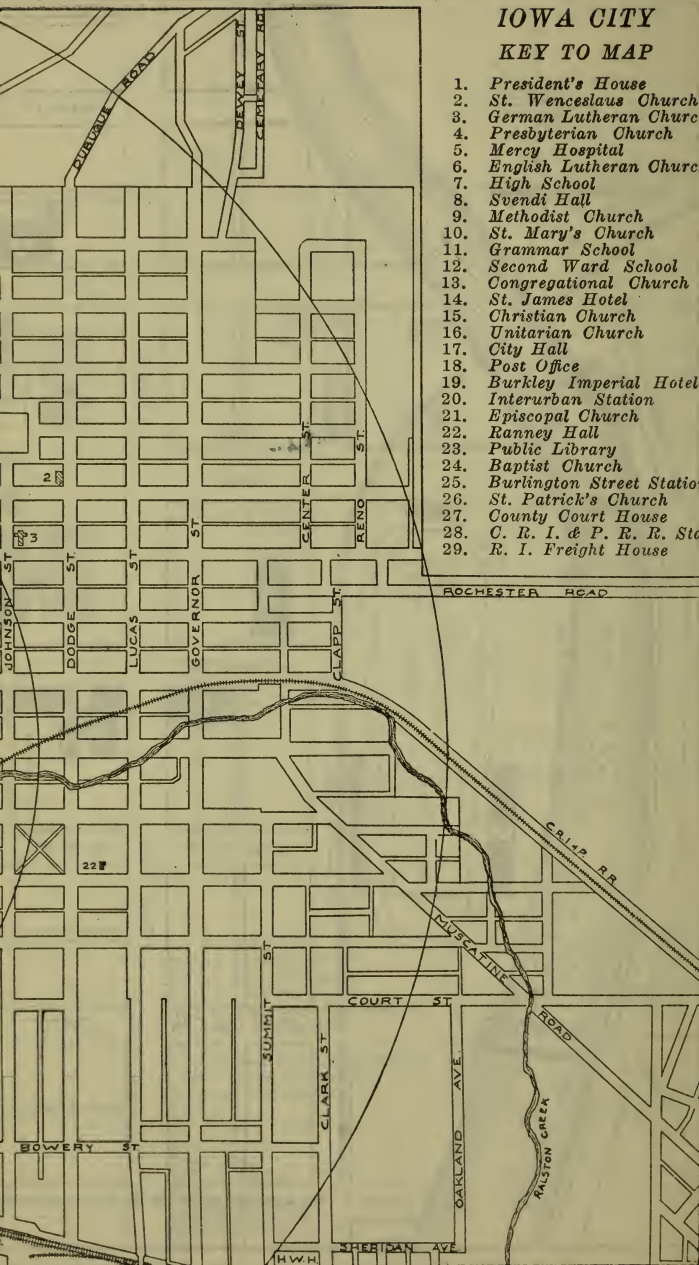 IOWA CITY
KEY TO MAP
1. President's House
2. St. Wenceslaus Church
3. German Lutheran Churc
4. Presbyterian Church
5. Mercy Hospital
6. English Lutheran Churc
7. High School
8. Svendi Hall
9. Methodist Church
10. St. Mary's Church
11. Grammar School
12. Second Ward School
13. Congregational Church
14. St. James Hotel
15. Christian Church
16. Unitarian Church
17. City Hall
18. Post Office
19. Burkley Imperial Hotel
20. Interurban Station
21. Episcopal Church
22. Ranney Hall
23. Public Library
24. Baptist Church
25. Burlington Street Statio
26. St. Patrick's Church
27. County Court House
28. C. R. I. & P. R. R. Sta
29. R. I. Freight House
DUBUQUE ROAD
DEWEY ST.
CEMETARY RD
2
3
CENTER ST.
RENO ST.
JOHNSON ST
DODGE ST.
LUCAS ST
GOVERNOR ST.
CLAPP ST.
ROCHESTER ROAD
C.R.I & P. RR
22
MUSCATINE ROAD
COURT ST.
SUMMIT ST
CLARK ST
OAKLAND AVE.
RALSTON CREEK
BOWERY ST.
SHERIDAN AVE.
H.W.H.